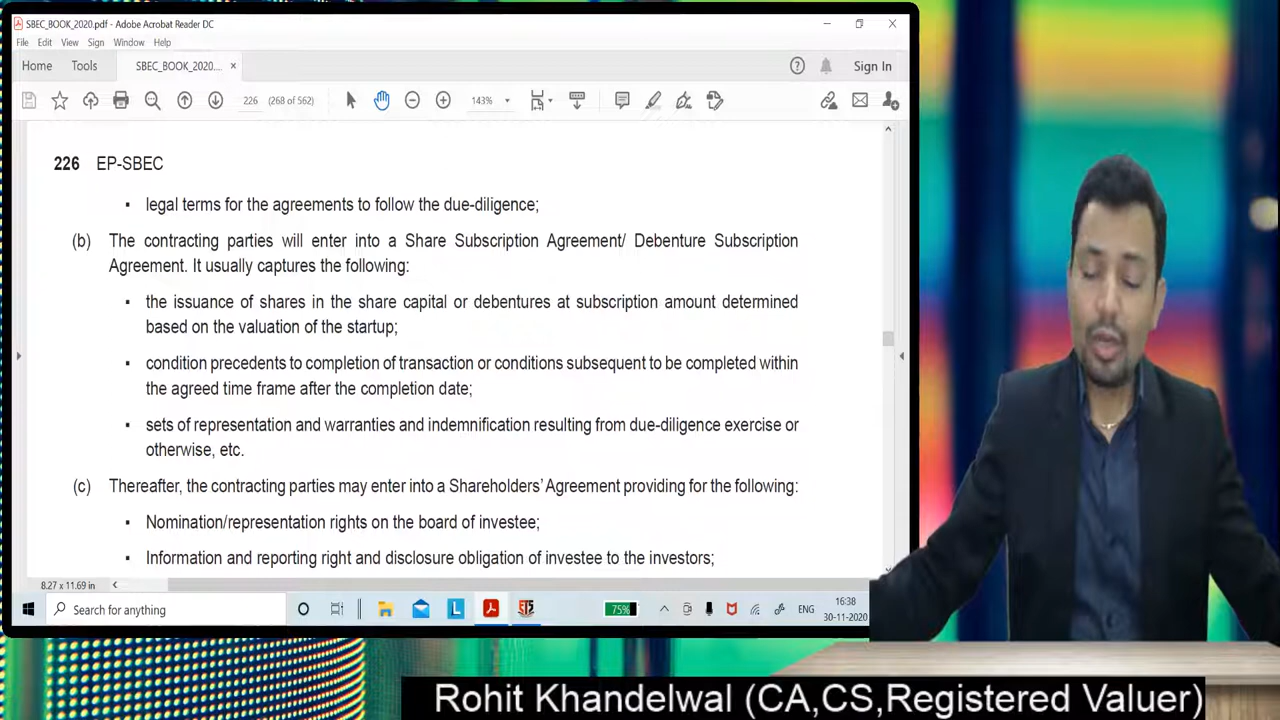 SBEC_BOOK_2020.pdf - Adobe Acrobat Reader DC
File Edit View Sign Window Help
Home Tools SBEC_BOOK_2020... × Sign In
226 (268 of 562) 143%
226 EP-SBEC
▪ legal terms for the agreements to follow the due-diligence;
(b) The contracting parties will enter into a Share Subscription Agreement/ Debenture Subscription
Agreement. It usually captures the following:
▪ the issuance of shares in the share capital or debentures at subscription amount determined
based on the valuation of the startup;
▪ condition precedents to completion of transaction or conditions subsequent to be completed within
the agreed time frame after the completion date;
▪ sets of representation and warranties and indemnification resulting from due-diligence exercise or
otherwise, etc.
(c) Thereafter, the contracting parties may enter into a Shareholders' Agreement providing for the following:
▪ Nomination/representation rights on the board of investee;
▪ Information and reporting right and disclosure obligation of investee to the investors;
8.27 x 11.69 in
Search for anything L 75% ENG 16:38
30-11-2020
Rohit Khandelwal (CA,CS,Registered Valuer)